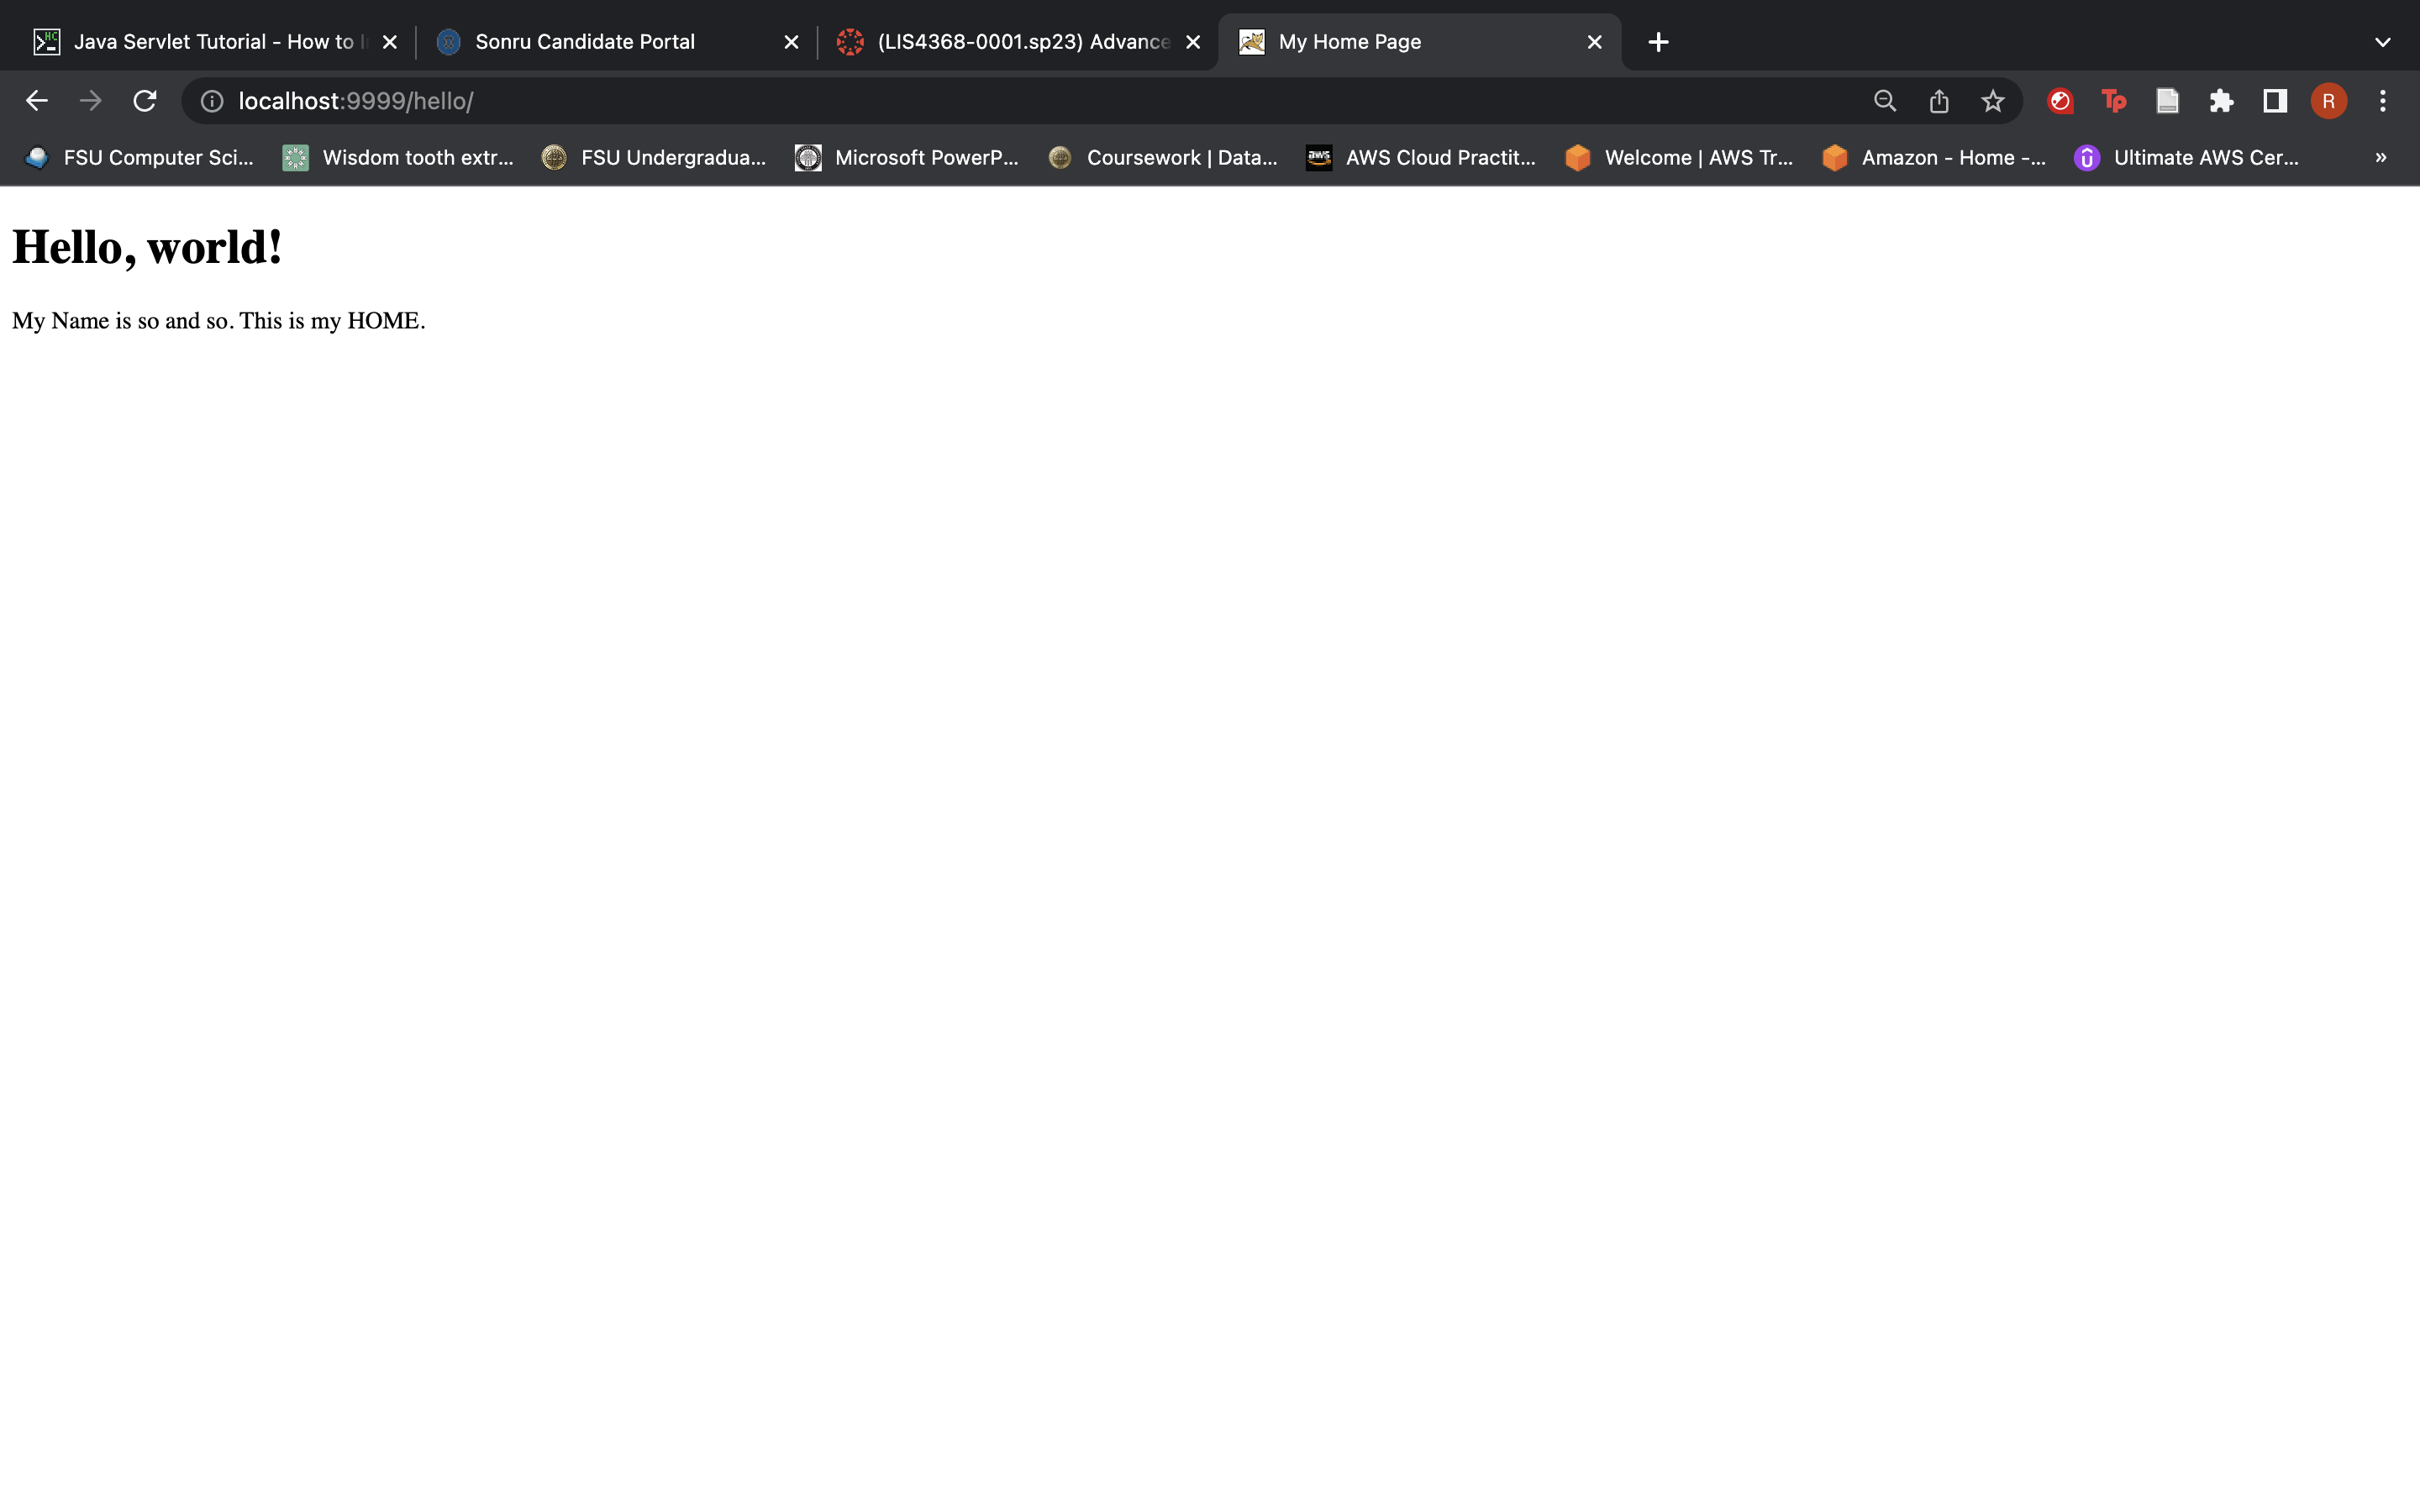 Java Servlet Tutorial - How to
Sonru Candidate Portal
(LIS4368-0001.sp23) Advance
My Home Page
localhost:9999/hello/
Tp
R
FSU Computer Sci...
Wisdom tooth extr...
FSU Undergradua...
Microsoft PowerP...
Coursework | Data...
AWS Cloud Practit...
Welcome | AWS Tr...
Amazon - Home -...
Ultimate AWS Cer...
Hello, world!
My Name is so and so. This is my HOME.